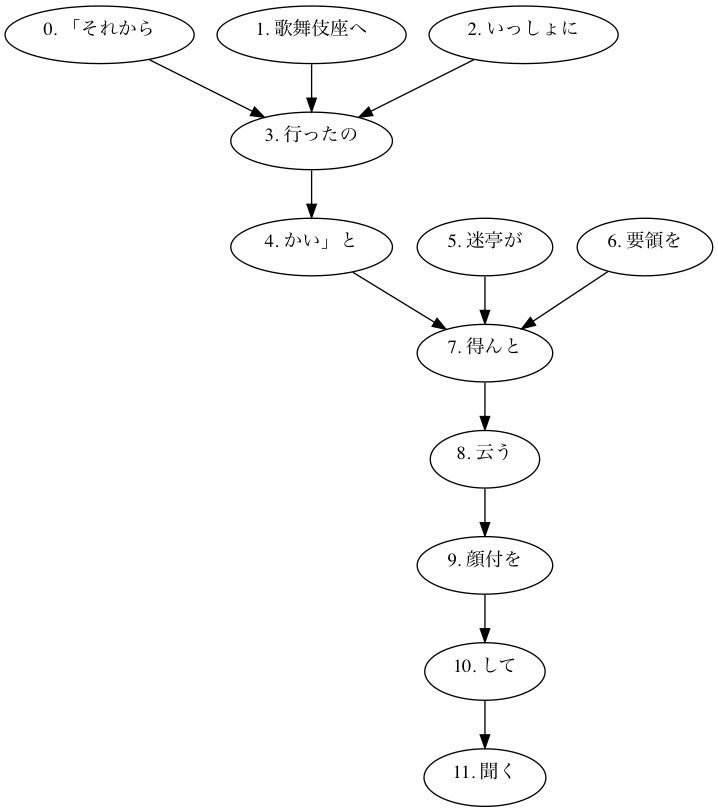 0. 「それから
1. 歌舞伎座へ
2. いっしょに
3. 行ったの
4. かい」と
5. 迷亭が
6. 要領を
7. 得んと
8. 云う
9. 顔付を
10. して
11. 聞く